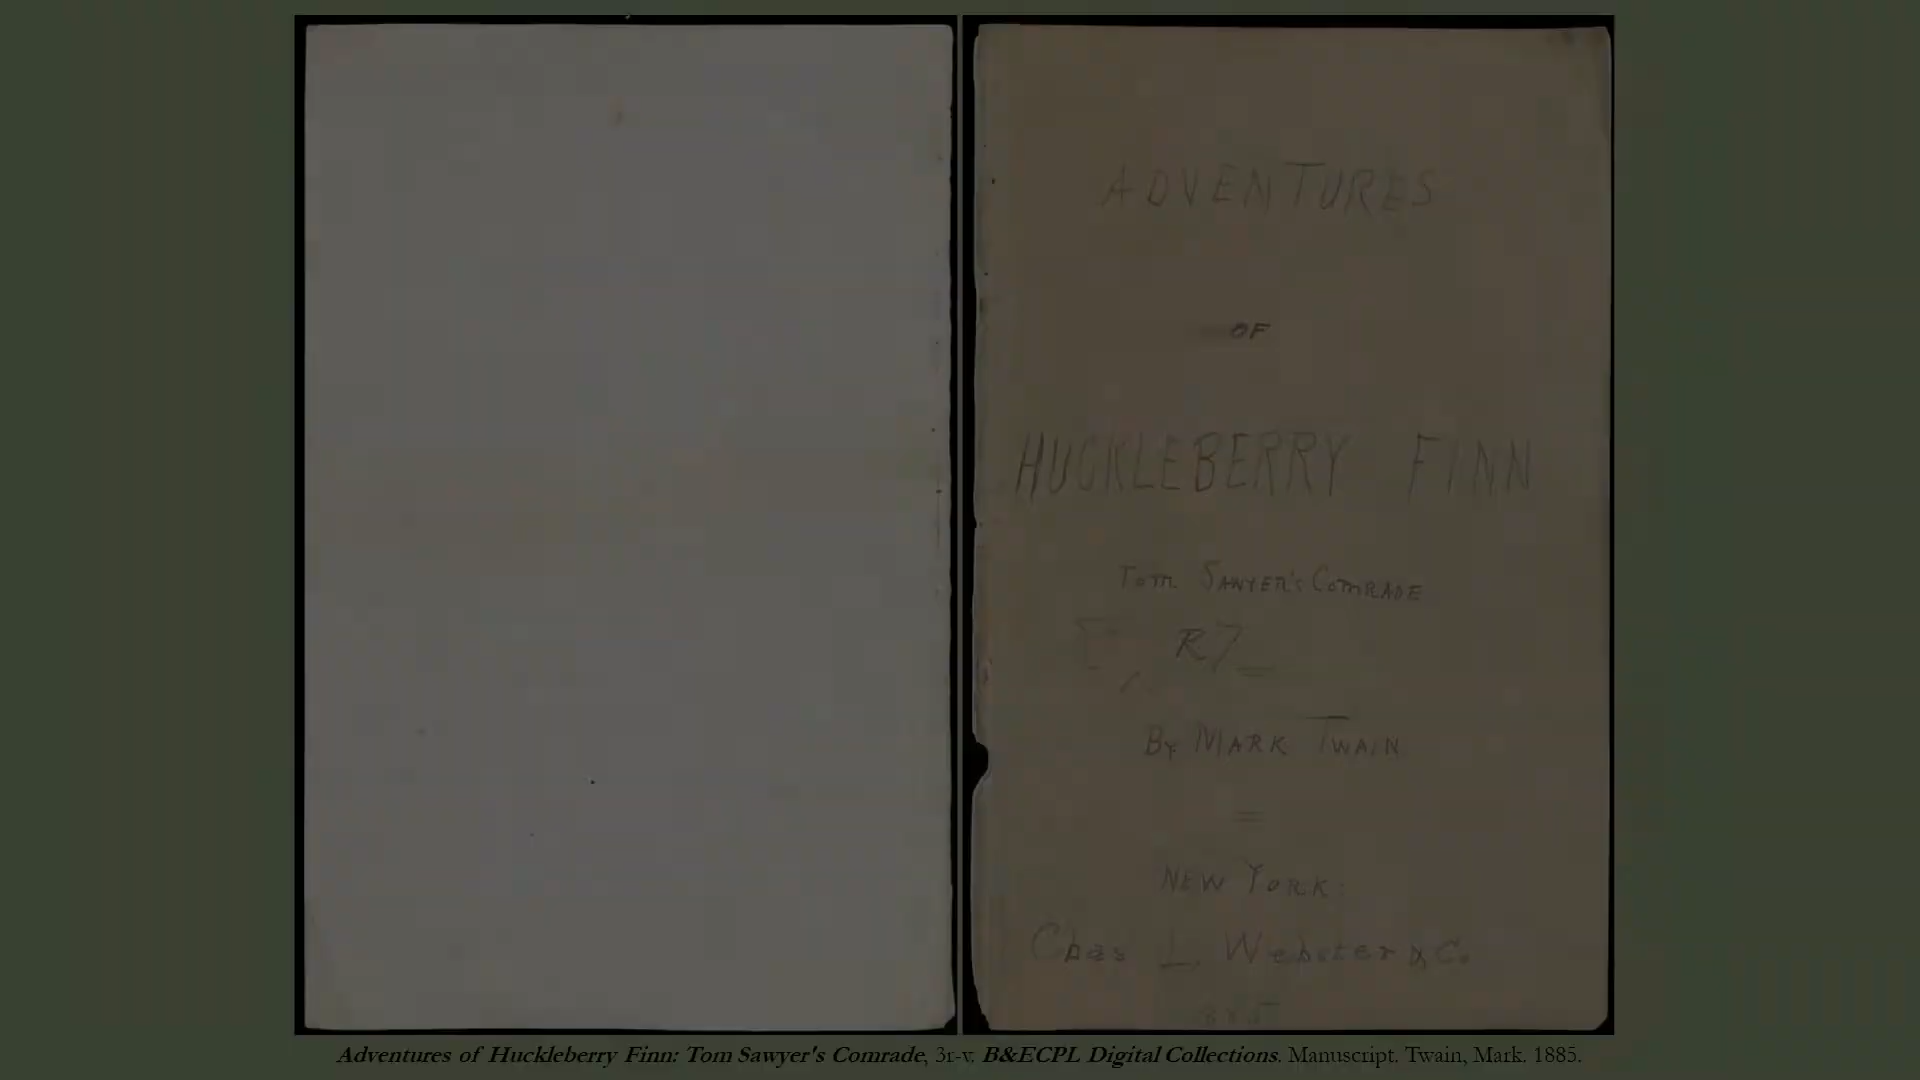 ADVENTURES
OF
HUCKLEBERRY FINN
TOM SAWYER'S COMRADE
By MARK TWAIN
=
NEW YORK:
Chas L. Webster & Co.
Adventures of Huckleberry Finn: Tom Sawyer's Comrade, 3r-v. B&ECPL Digital Collections. Manuscript. Twain, Mark. 1885.